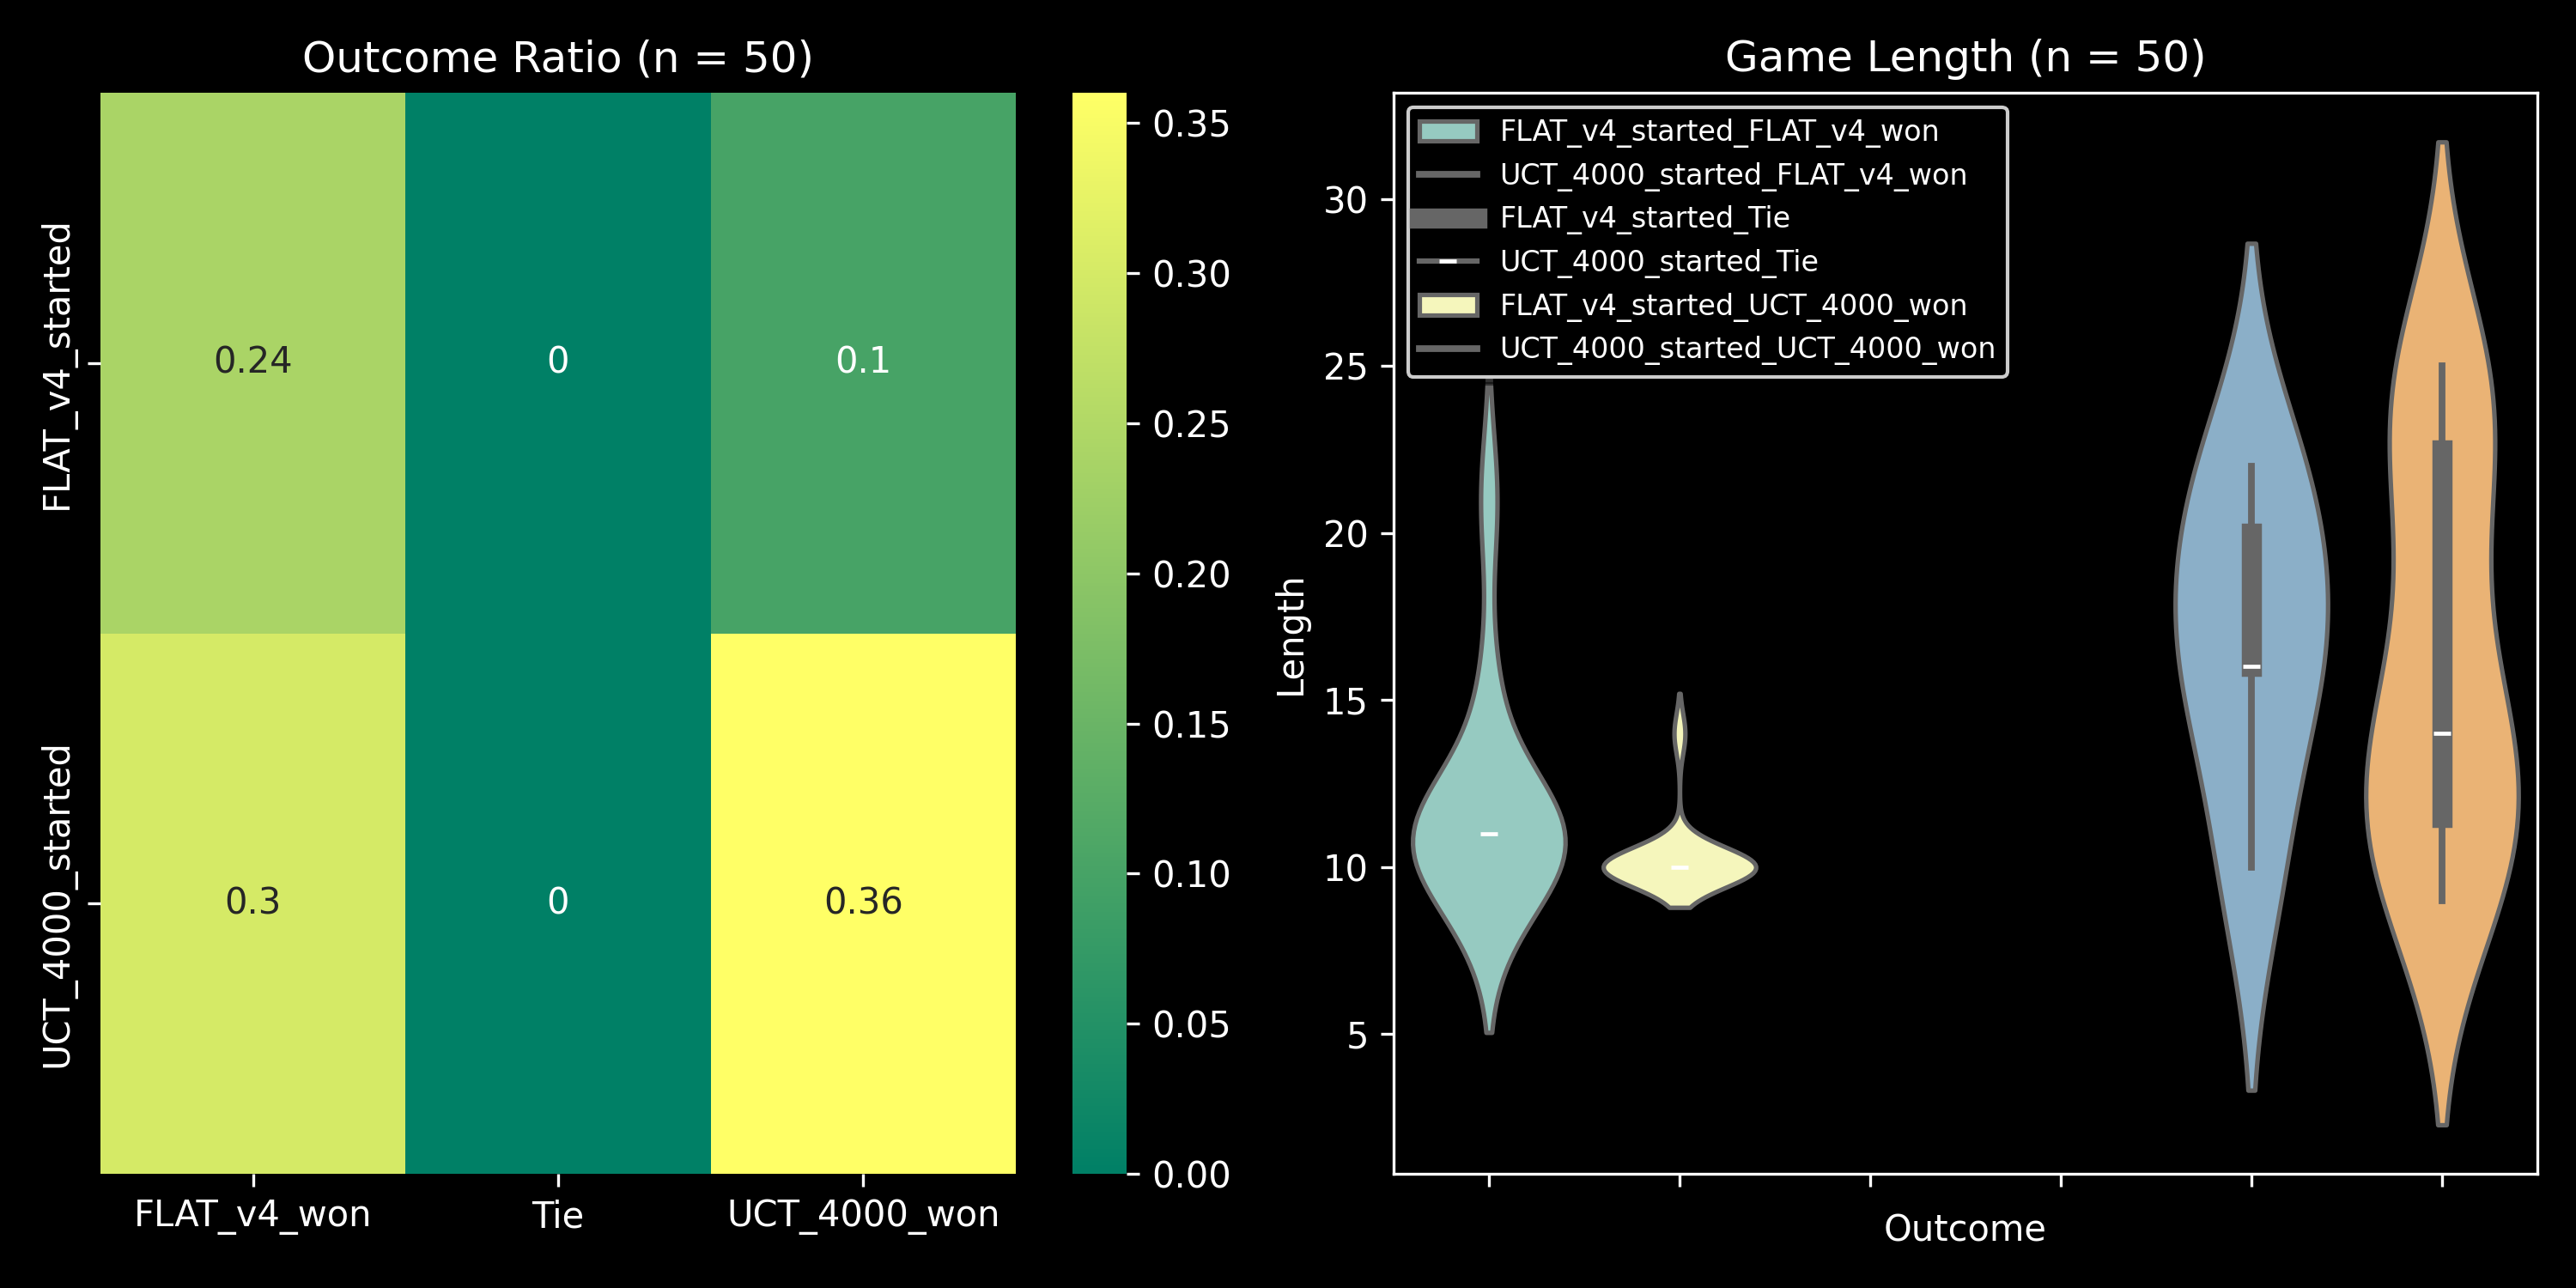 Outcome Ratio (n = 50)
FLAT_v4_started
UCT_4000_started
0.24
0
0.1
0.3
0
0.36
FLAT_v4_won
Tie
UCT_4000_won
0.35
0.30
0.25
0.20
0.15
0.10
0.05
0.00
Game Length (n = 50)
Length
30
25
20
15
10
5
FLAT_v4_started_FLAT_v4_won
UCT_4000_started_FLAT_v4_won
FLAT_v4_started_Tie
UCT_4000_started_Tie
FLAT_v4_started_UCT_4000_won
UCT_4000_started_UCT_4000_won
Outcome